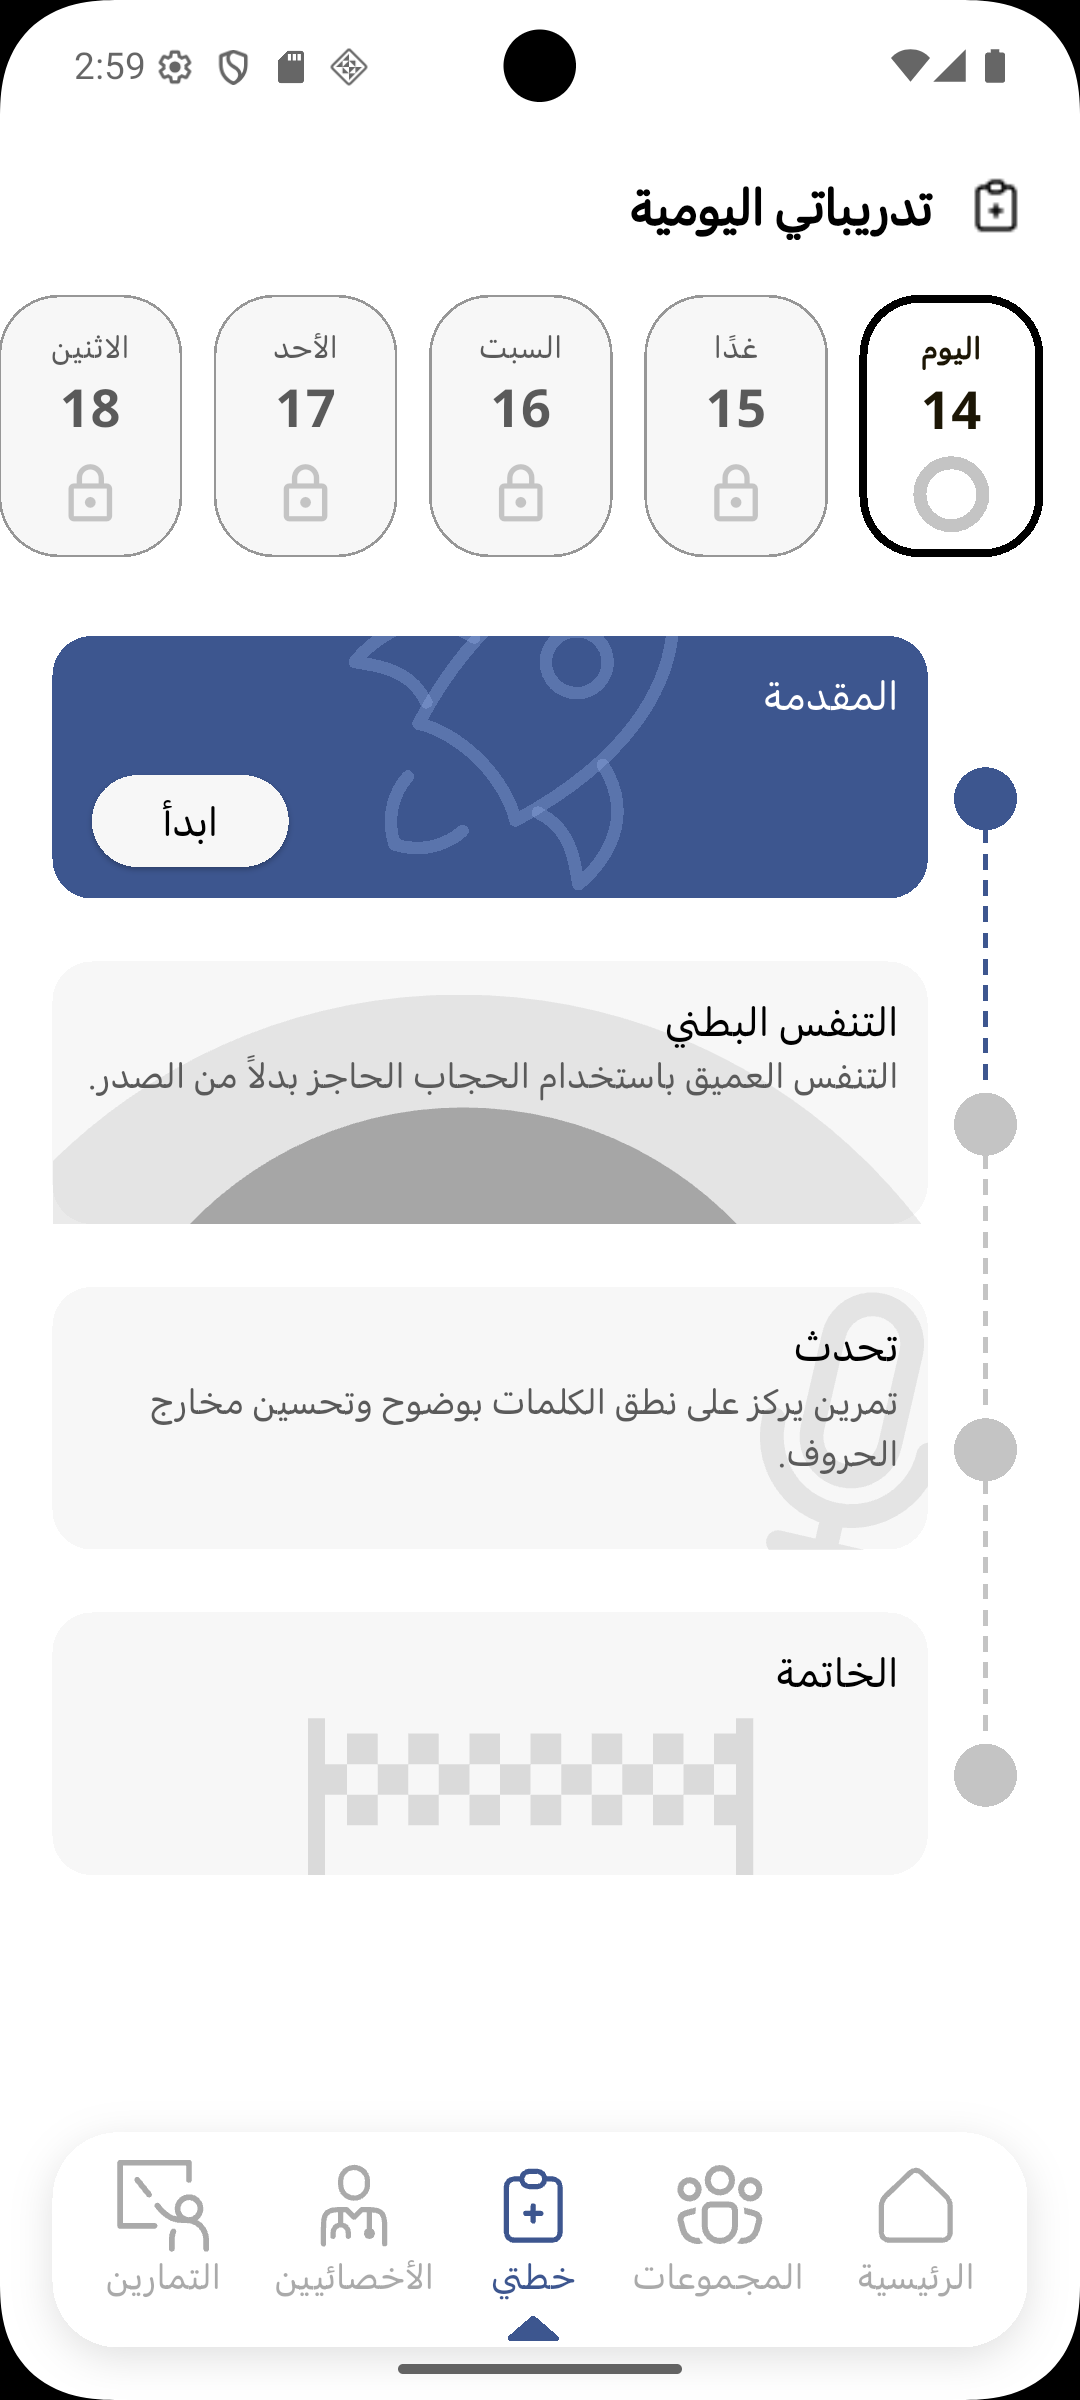 2:59
تدريباتي اليومية
اليوم
14
غدًا
15
السبت
16
الأحد
17
الاثنين
18
المقدمة
ابدأ
التنفس البطني
التنفس العميق باستخدام الحجاب الحاجز بدلاً من الصدر.
تحدث
تمرين يركز على نطق الكلمات بوضوح وتحسين مخارج
الحروف.
الخاتمة
الرئيسية
المجموعات
خطتي
الأخصائيين
التمارين